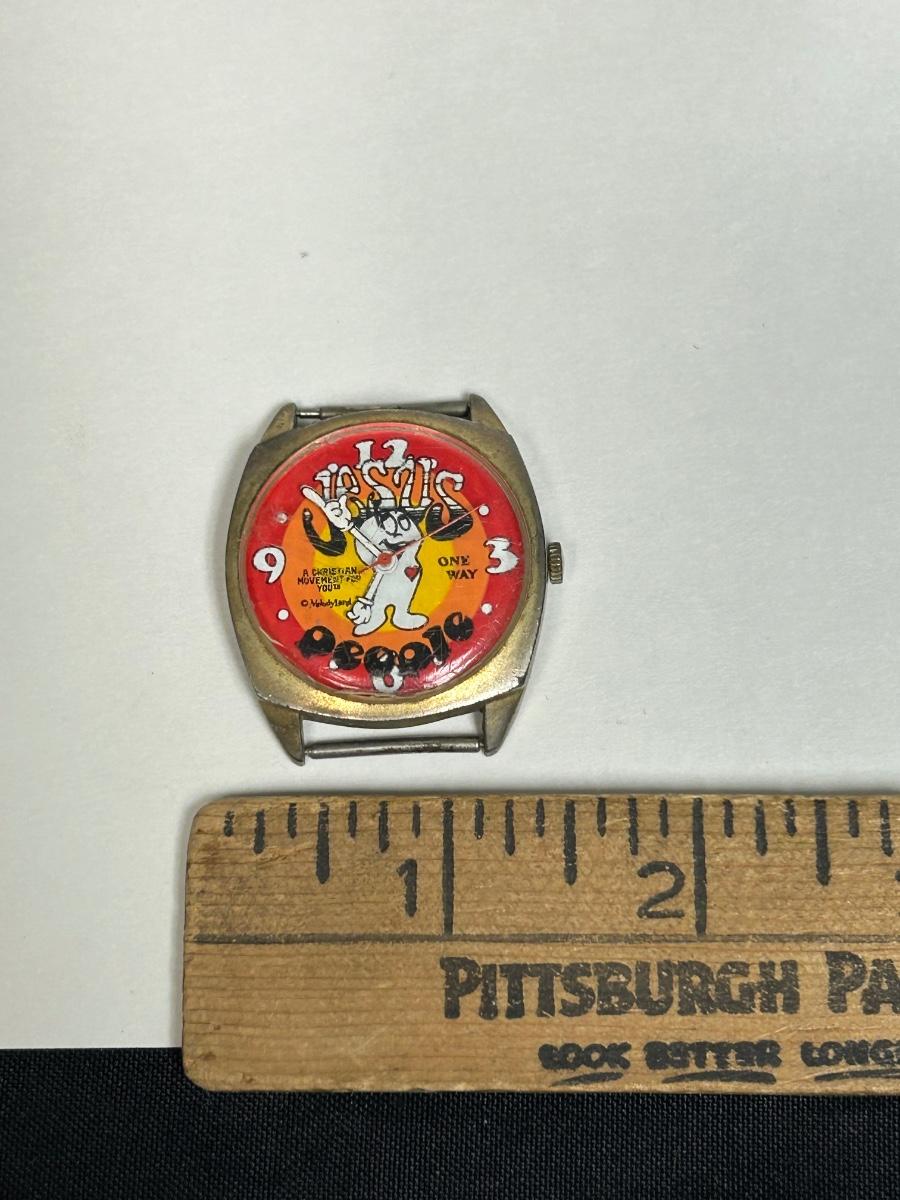 12
Jesus
9
3
A CHRISTIAN
MOVEMENT FOR
YOUTH
ONE
WAY
© MelodyLand
People
6
1
2
PITTSBURGH PA
LOOK BETTER LONG